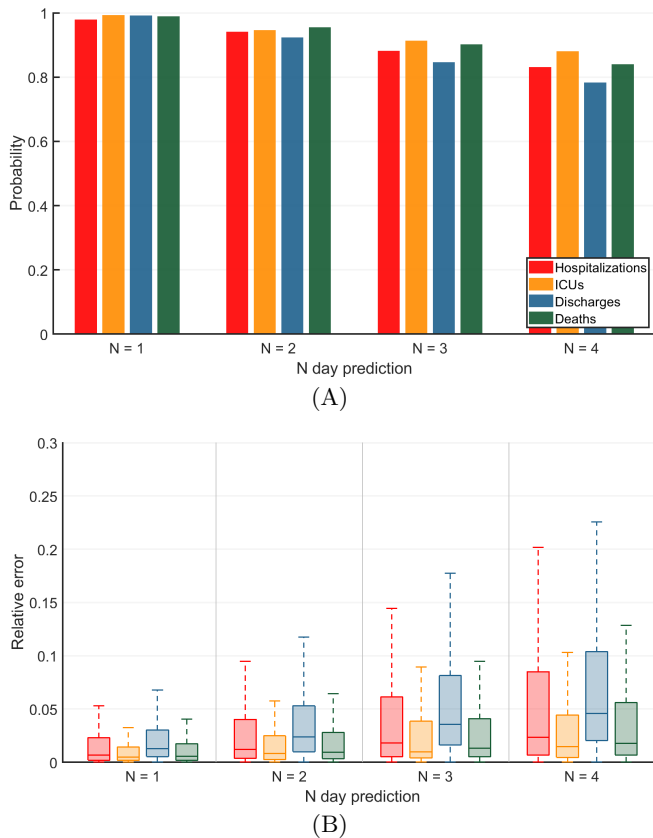 1
0.8
0.6
0.4
0.2
0
Probability
Hospitalizations
ICUs
Discharges
Deaths
N = 1 N = 2 N = 3 N = 4
N day prediction
(A)
0.3
0.25
0.2
0.15
0.1
0.05
0
Relative error
N = 1 N = 2 N = 3 N = 4
N day prediction
(B)